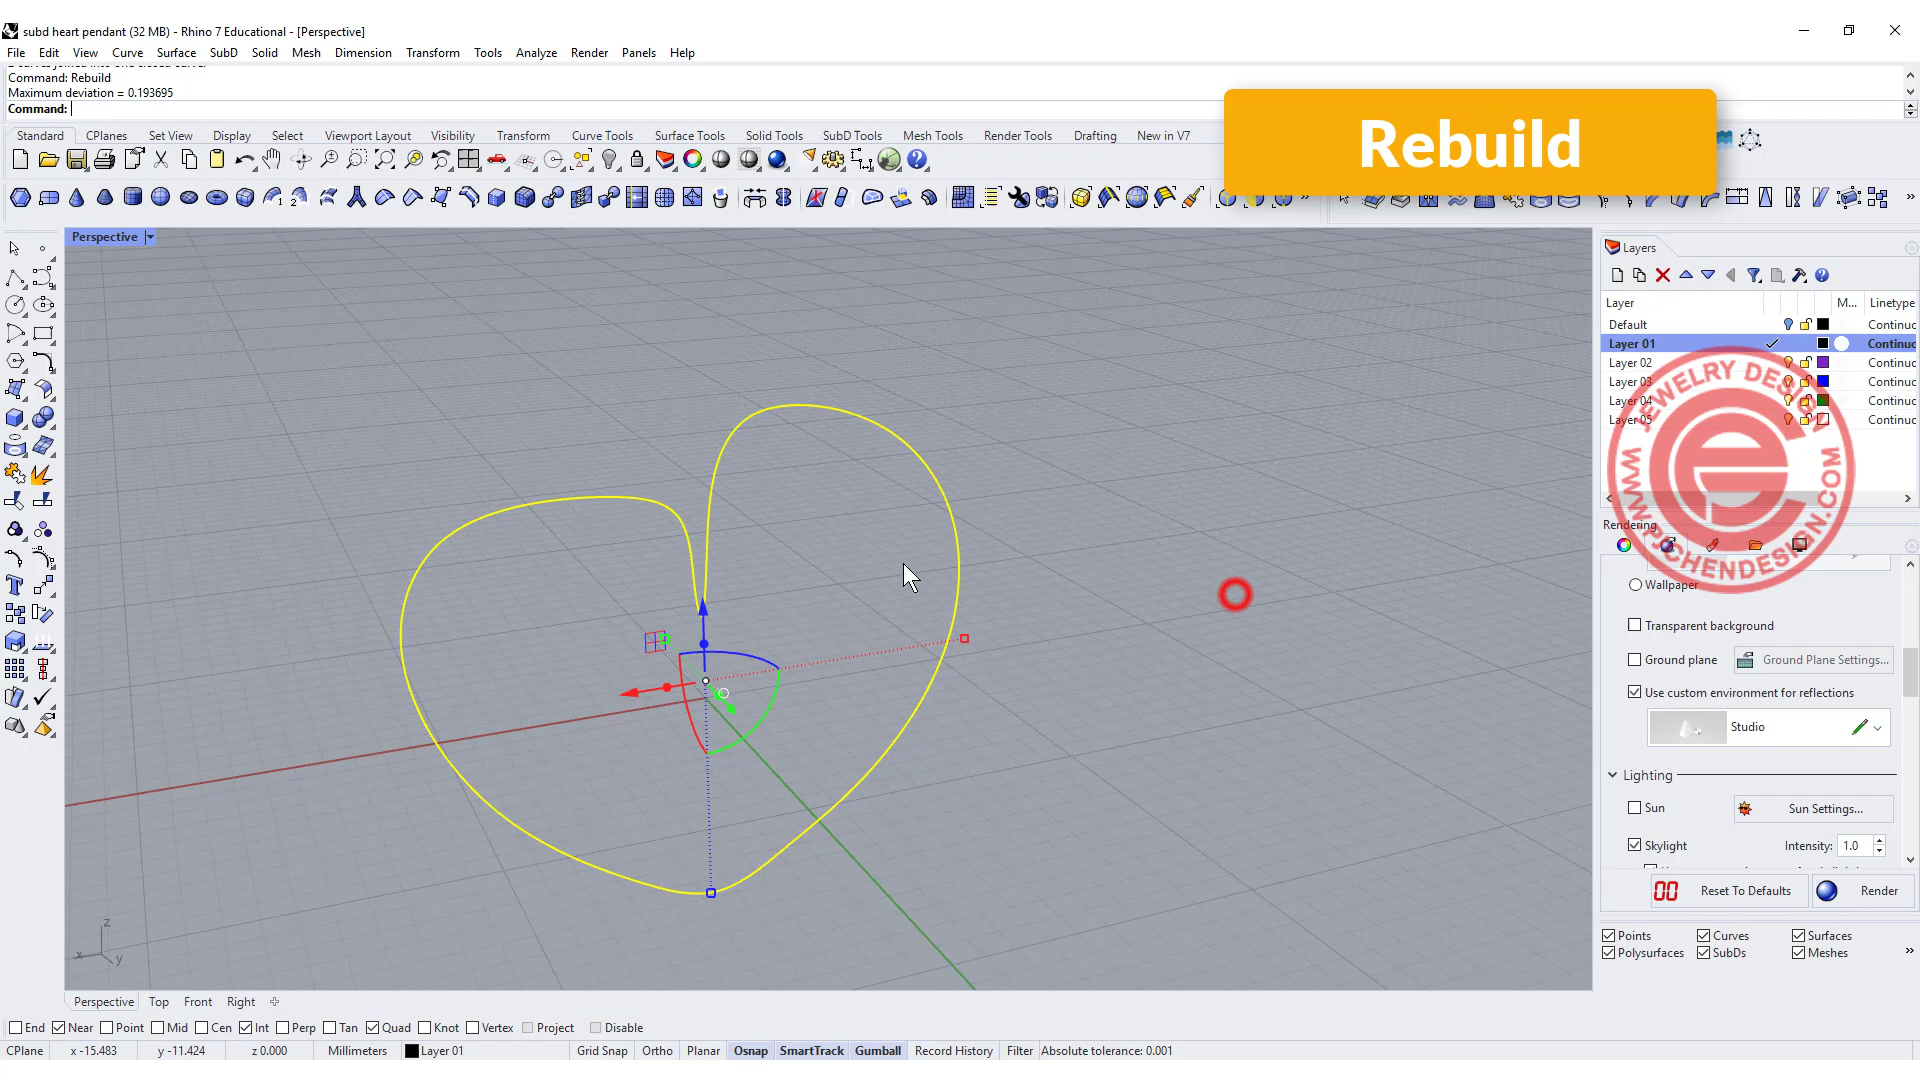 subd heart pendant (32 MB) - Rhino 7 Educational - [Perspective]
File Edit View Curve Surface SubD Solid Mesh Dimension Transform Tools Analyze Render Panels Help
Command: Rebuild
Maximum deviation = 0.193695
Command:
Rebuild
Standard CPlanes Set View Display Select Viewport Layout Visibility Transform Curve Tools Surface Tools Solid Tools SubD Tools Mesh Tools Render Tools Drafting New in V7
Perspective
Layers
Layer M... Linetype
Default Continuc
Layer 01 Continuc
Layer 02 Continuc
Layer 03 Continuc
Layer 04 Continuc
Layer 05 Continuc
JEWELRY DESIGN
WWW.PJCHENDESIGN.COM
Rendering
Wallpaper
Transparent background
Ground plane Ground Plane Settings...
Use custom environment for reflections
Studio
Lighting
Sun Sun Settings...
Skylight Intensity: 1.0
Reset To Defaults Render
Points Curves Surfaces
Polysurfaces SubDs Meshes
z
x
y
Perspective Top Front Right
End Near Point Mid Cen Int Perp Tan Quad Knot Vertex Project Disable
CPlane x -15.483 y -11.424 z 0.000 Millimeters Layer 01 Grid Snap Ortho Planar Osnap SmartTrack Gumball Record History Filter Absolute tolerance: 0.001